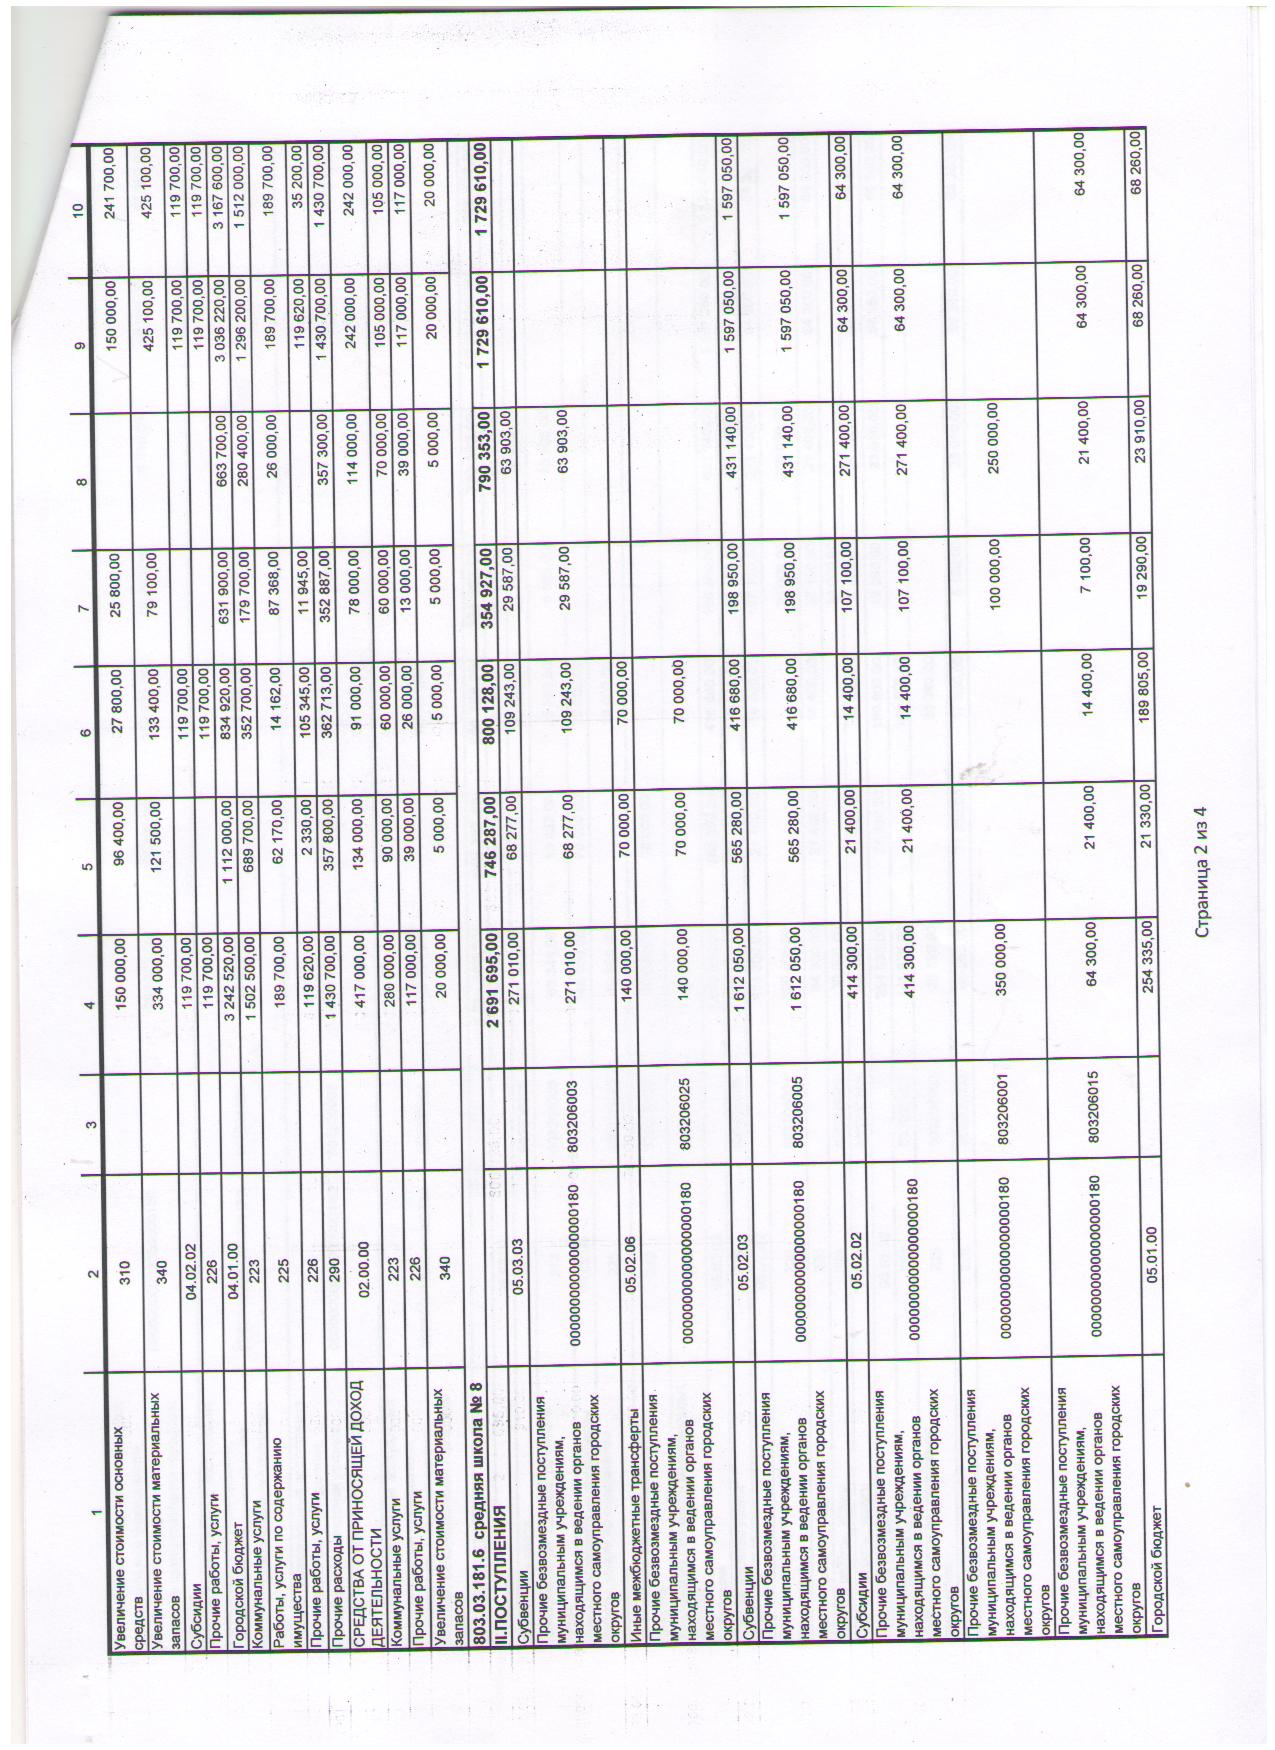 1 2 3 4 5 6 7 8 9 10
Увеличение стоимости основных
средств 310 150 000,00 96 400,00 27 800,00 25 800,00 150 000,00 241 700,00
Увеличение стоимости материальных
запасов 340 334 000,00 121 500,00 133 400,00 79 100,00 425 100,00 425 100,00
Субсидии 04.02.02 119 700,00 119 700,00 119 700,00 119 700,00
Прочие работы, услуги 226 119 700,00 119 700,00 119 700,00 119 700,00
Городской бюджет 04.01.00 3 242 520,00 1 112 000,00 834 920,00 631 900,00 663 700,00 3 036 220,00 3 167 600,00
Коммунальные услуги 223 1 502 500,00 689 700,00 352 700,00 179 700,00 280 400,00 1 296 200,00 1 512 000,00
Работы, услуги по содержанию
имущества 225 189 700,00 62 170,00 14 162,00 87 368,00 26 000,00 189 700,00 189 700,00
Прочие работы, услуги 226 119 620,00 2 330,00 105 345,00 11 945,00 119 620,00 35 200,00
Прочие расходы 290 1 430 700,00 357 800,00 362 713,00 352 887,00 357 300,00 1 430 700,00 1 430 700,00
СРЕДСТВА ОТ ПРИНОСЯЩЕЙ ДОХОД
ДЕЯТЕЛЬНОСТИ 02.00.00 417 000,00 134 000,00 91 000,00 78 000,00 114 000,00 242 000,00 242 000,00
Коммунальные услуги 223 280 000,00 90 000,00 60 000,00 60 000,00 70 000,00 105 000,00 105 000,00
Прочие работы, услуги 226 117 000,00 39 000,00 26 000,00 13 000,00 39 000,00 117 000,00 117 000,00
Увеличение стоимости материальных
запасов 340 20 000,00 5 000,00 5 000,00 5 000,00 5 000,00 20 000,00 20 000,00
803.03.181.6 средняя школа № 8
II.ПОСТУПЛЕНИЯ 2 691 695,00 746 287,00 800 128,00 354 927,00 790 353,00 1 729 610,00 1 729 610,00
Субвенции 05.03.03 271 010,00 68 277,00 109 243,00 29 587,00 63 903,00
Прочие безвозмездные поступления
муниципальным учреждениям,
находящимся в ведении органов
местного самоуправления городских
округов 00000000000000000180 803206003 271 010,00 68 277,00 109 243,00 29 587,00 63 903,00
Иные межбюджетные трансферты 05.02.06 140 000,00 70 000,00 70 000,00
Прочие безвозмездные поступления
муниципальным учреждениям,
находящимся в ведении органов
местного самоуправления городских
округов 00000000000000000180 803206025 140 000,00 70 000,00 70 000,00
Субвенции 05.02.03 1 612 050,00 565 280,00 416 680,00 198 950,00 431 140,00 1 597 050,00 1 597 050,00
Прочие безвозмездные поступления
муниципальным учреждениям,
находящимся в ведении органов
местного самоуправления городских
округов 00000000000000000180 803206005 1 612 050,00 565 280,00 416 680,00 198 950,00 431 140,00 1 597 050,00 1 597 050,00
Субсидии 05.02.02 414 300,00 21 400,00 14 400,00 107 100,00 271 400,00 64 300,00 64 300,00
Прочие безвозмездные поступления
муниципальным учреждениям,
находящимся в ведении органов
местного самоуправления городских
округов 00000000000000000180 414 300,00 21 400,00 14 400,00 107 100,00 271 400,00 64 300,00 64 300,00
Прочие безвозмездные поступления
муниципальным учреждениям,
находящимся в ведении органов
местного самоуправления городских
округов 00000000000000000180 803206001 350 000,00 100 000,00 250 000,00
Прочие безвозмездные поступления
муниципальным учреждениям,
находящимся в ведении органов
местного самоуправления городских
округов 00000000000000000180 803206015 64 300,00 21 400,00 14 400,00 7 100,00 21 400,00 64 300,00 64 300,00
Городской бюджет 05.01.00 254 335,00 21 330,00 189 805,00 19 290,00 23 910,00 68 260,00 68 260,00
Страница 2 из 4